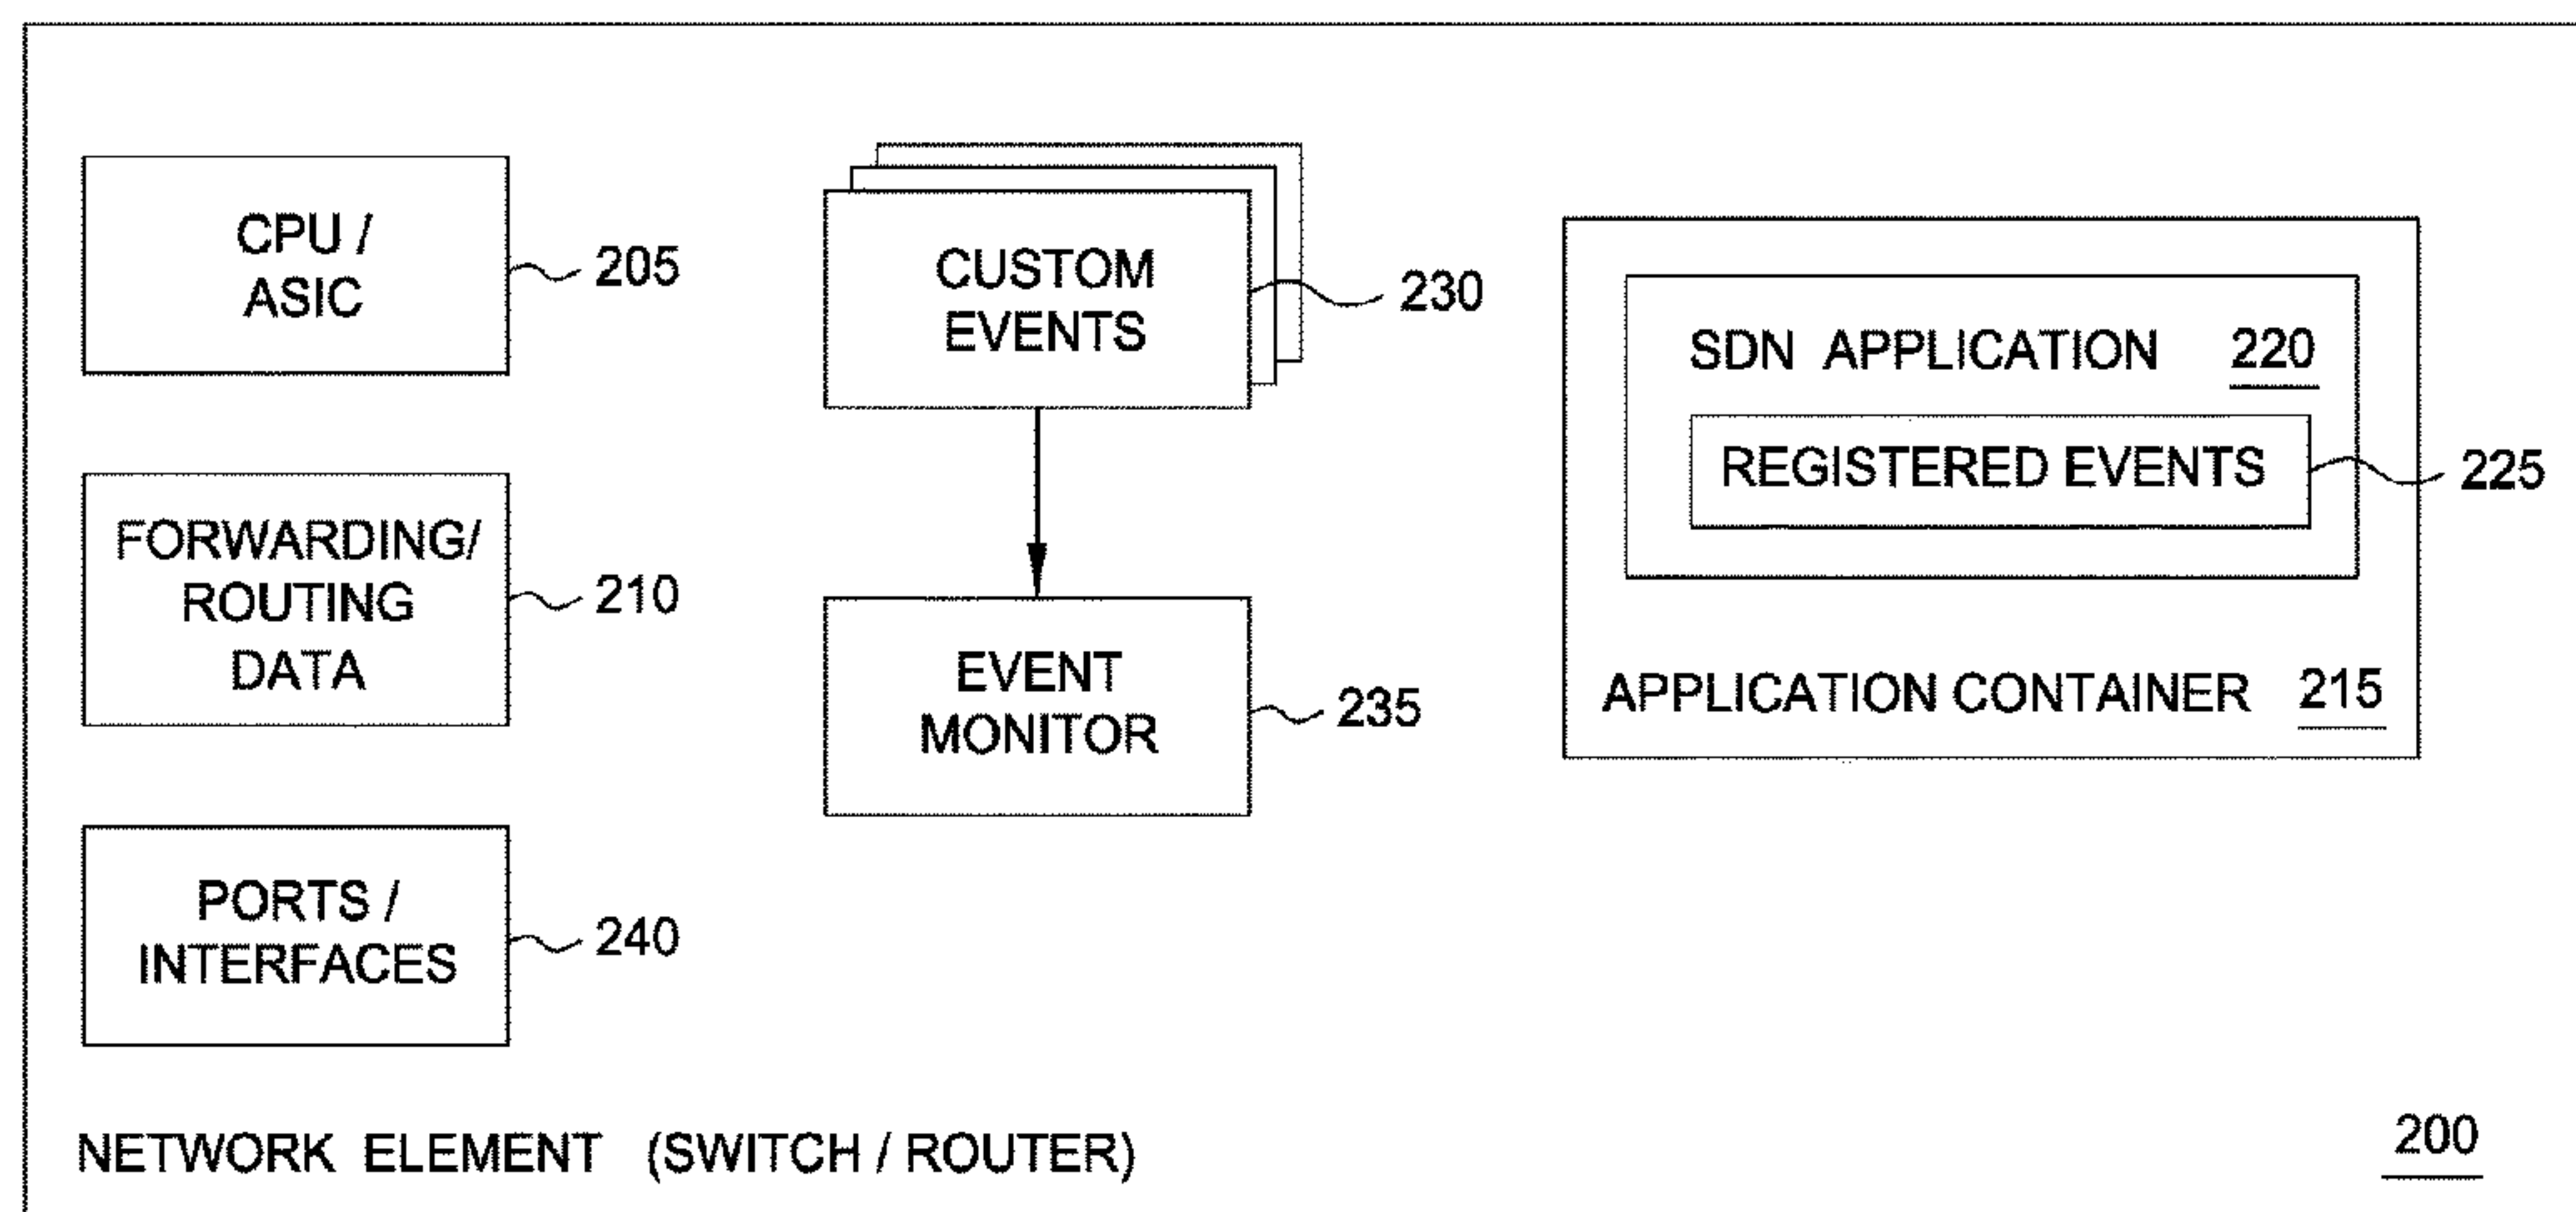 CPU /
ASIC
205
FORWARDING/
ROUTING
DATA
210
PORTS /
INTERFACES
240
CUSTOM
EVENTS
230
EVENT
MONITOR
235
SDN APPLICATION 220
REGISTERED EVENTS
225
APPLICATION CONTAINER 215
NETWORK ELEMENT (SWITCH / ROUTER)
200